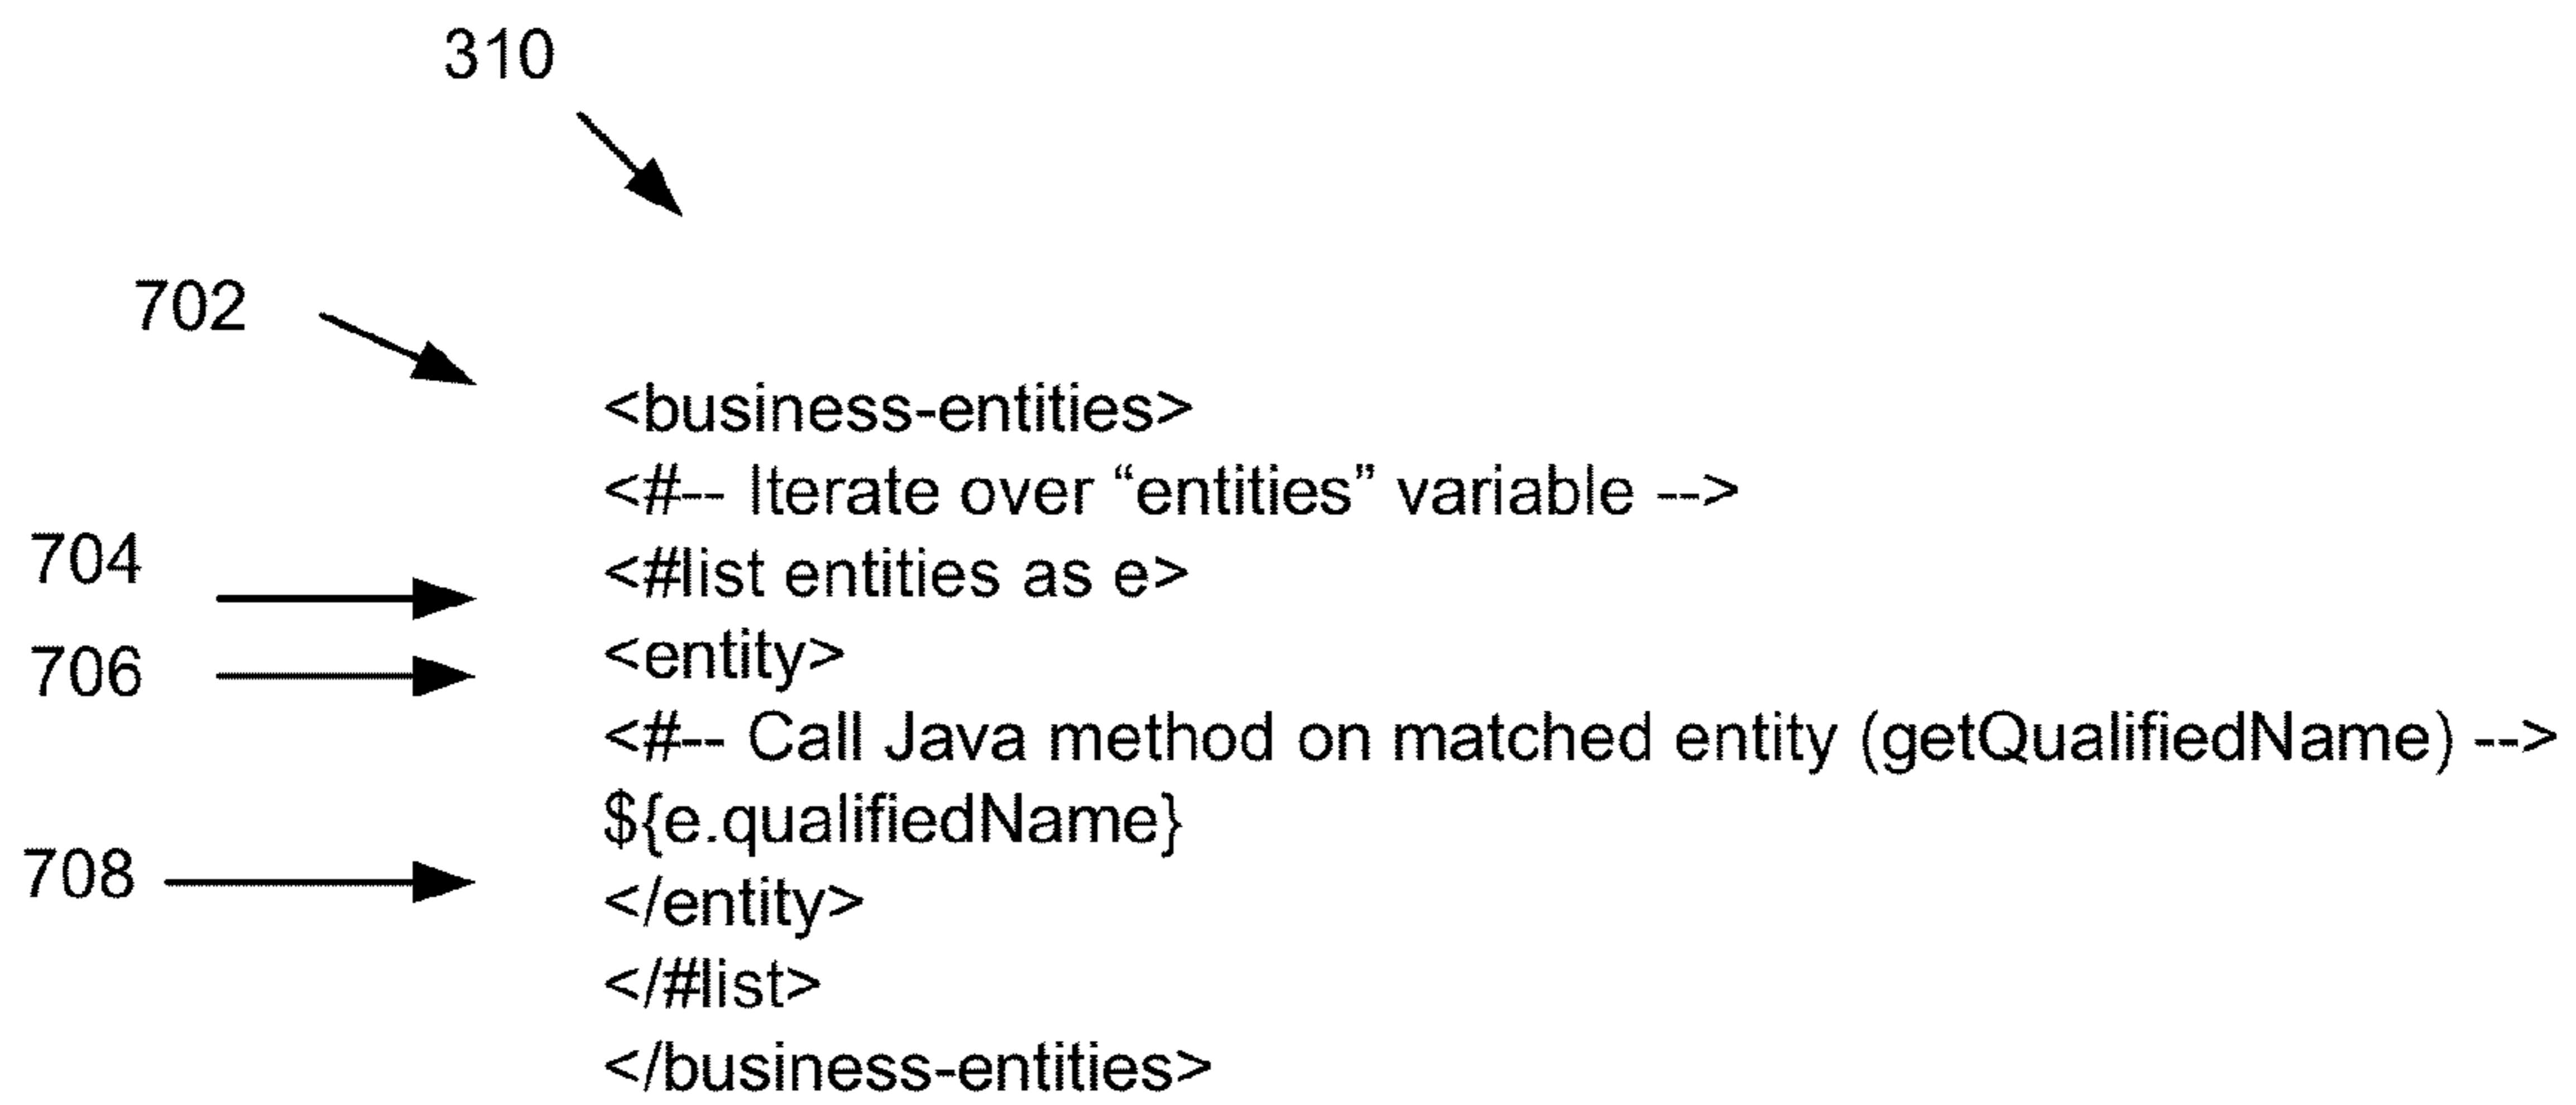 310
702
<business-entities>
<#-- Iterate over “entities” variable -->
704
<#list entities as e>
706
<entity>
<#-- Call Java method on matched entity (getQualifiedName) -->
${e.qualifiedName}
708
</entity>
</#list>
</business-entities>